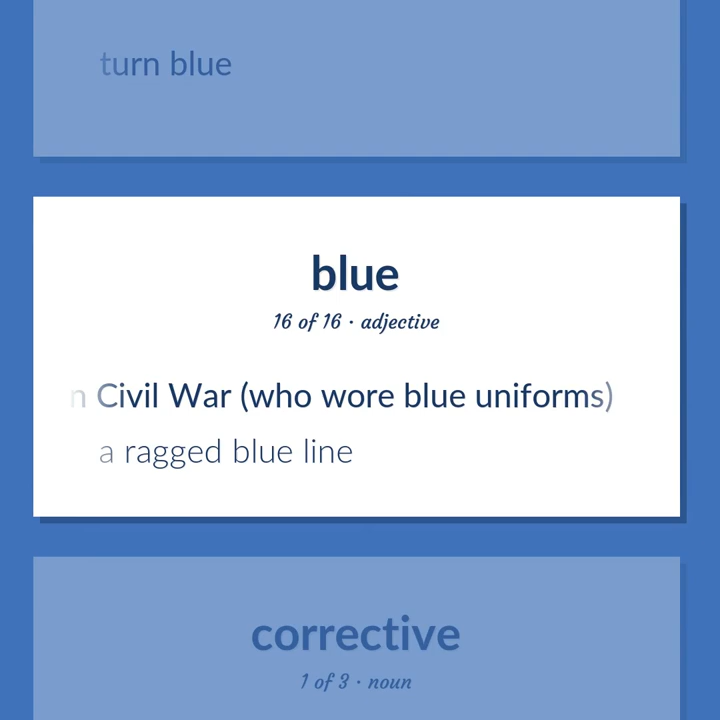 turn blue
blue
16 of 16 · adjective
n Civil War (who wore blue uniforms)
a ragged blue line
corrective
1 of 3 · noun